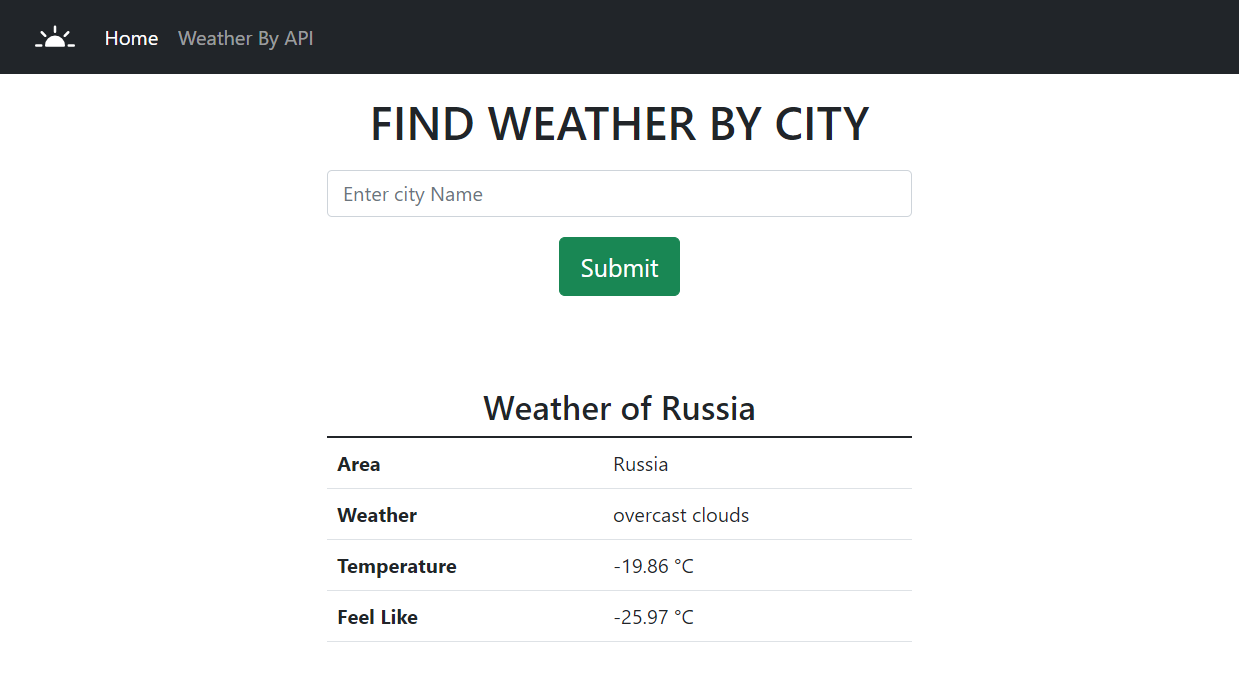 Home Weather By API
FIND WEATHER BY CITY
Enter city Name
Submit
Weather of Russia
Area Russia
Weather overcast clouds
Temperature -19.86 °C
Feel Like -25.97 °C